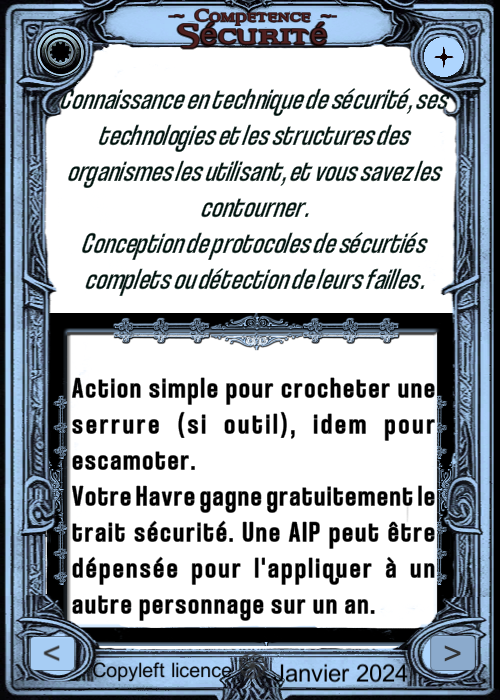 ~ Compétence ~
Sécurité
Connaissance en technique de sécurité, ses
technologies et les structures des
organismes les utilisant, et vous savez les
contourner.
Conception de protocoles de sécurtiés
complets ou détection de leurs failles.
Action simple pour crocheter une
serrure (si outil), idem pour
escamoter.
Votre Havre gagne gratuitement le
trait sécurité. Une AIP peut être
dépensée pour l'appliquer à un
autre personnage sur un an.
< Copyleft licence Janvier 2024 >